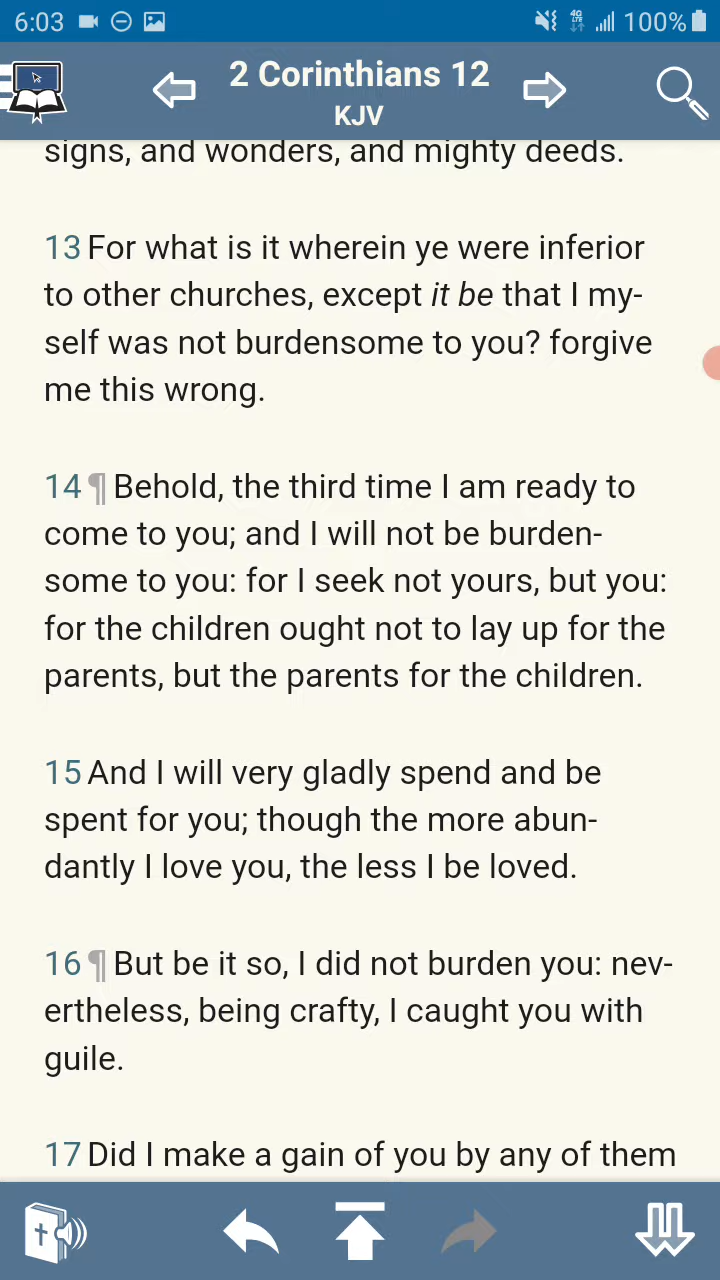 6:03 4G LTE 100%
2 Corinthians 12
KJV
signs, and wonders, and mighty deeds.
13 For what is it wherein ye were inferior
to other churches, except it be that I my-
self was not burdensome to you? forgive
me this wrong.
14 ¶ Behold, the third time I am ready to
come to you; and I will not be burden-
some to you: for I seek not yours, but you:
for the children ought not to lay up for the
parents, but the parents for the children.
15 And I will very gladly spend and be
spent for you; though the more abun-
dantly I love you, the less I be loved.
16 ¶ But be it so, I did not burden you: nev-
ertheless, being crafty, I caught you with
guile.
17 Did I make a gain of you by any of them